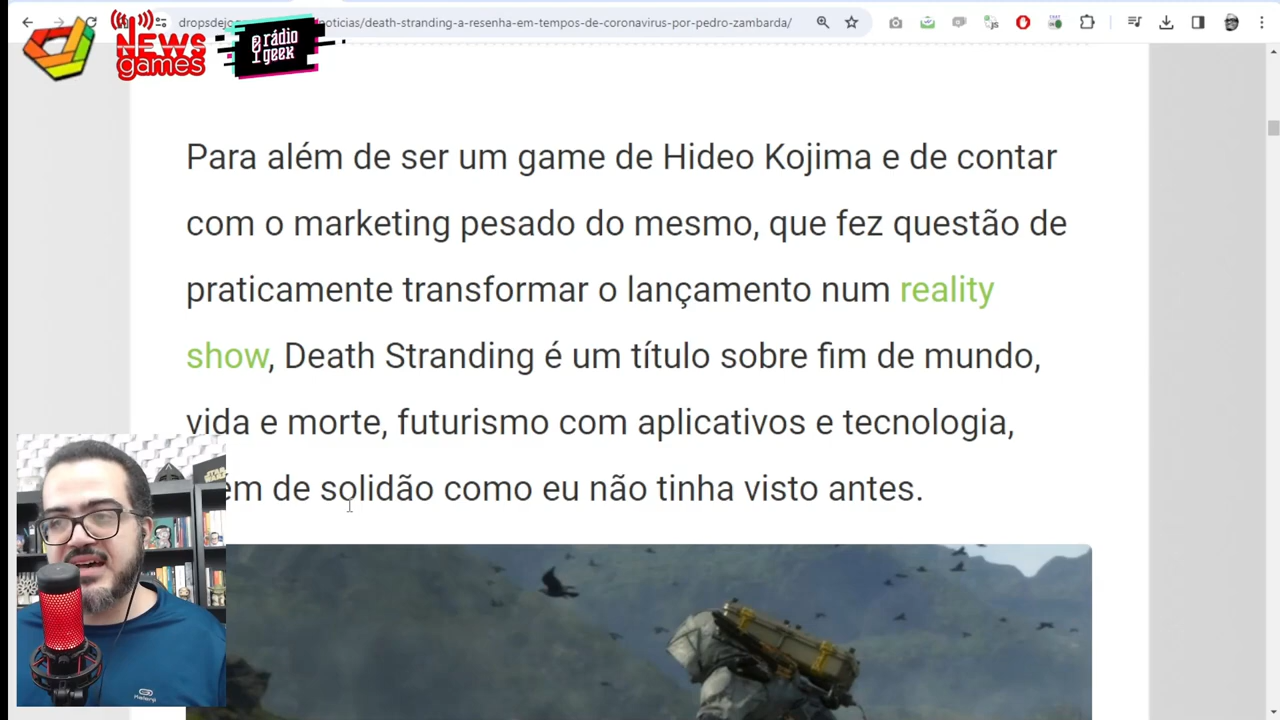 dropsdejo
noticias/death-stranding-a-resenha-em-tempos-de-coronavirus-por-pedro-zambarda/
NEWS
games
rádio
geek
Para além de ser um game de Hideo Kojima e de contar
com o marketing pesado do mesmo, que fez questão de
praticamente transformar o lançamento num reality
show, Death Stranding é um título sobre fim de mundo,
vida e morte, futurismo com aplicativos e tecnologia,
ém de solidão como eu não tinha visto antes.
STAR